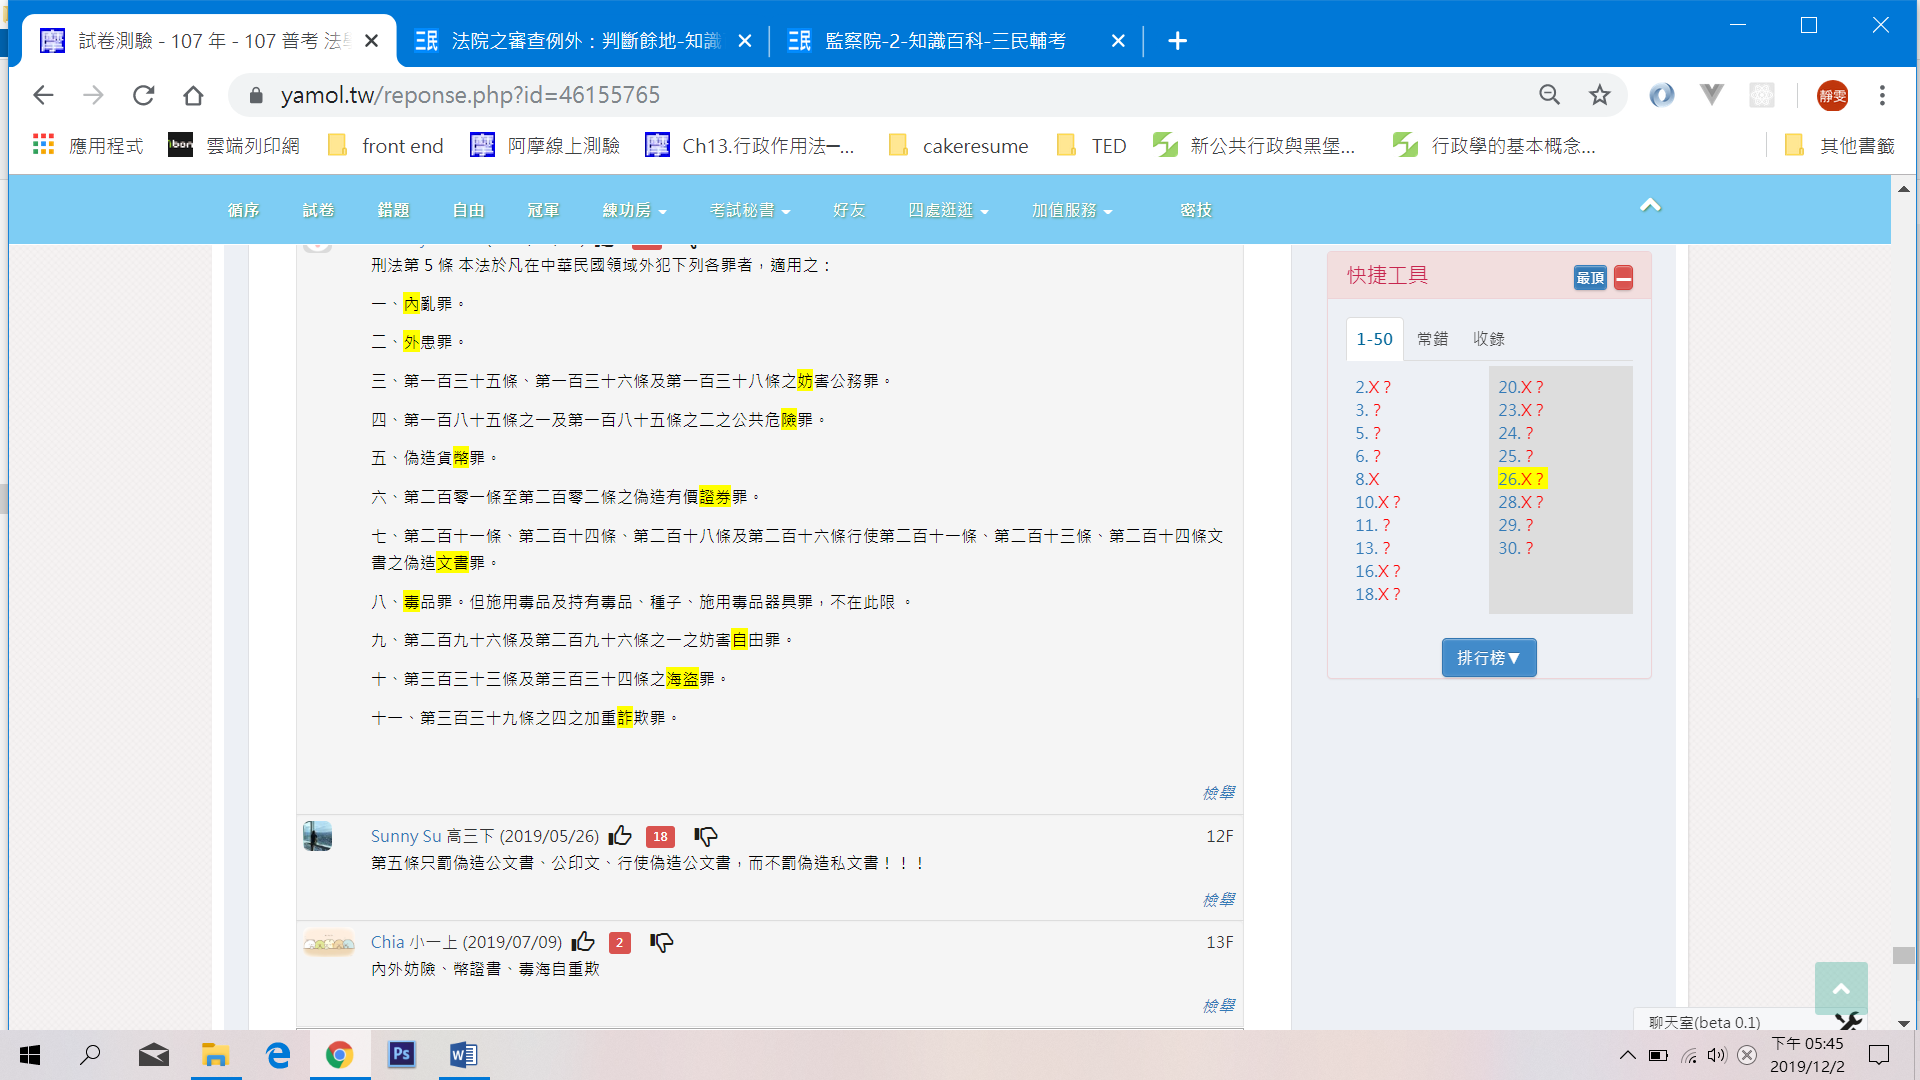 試卷測驗 - 107 年 - 107 普考 法學
法院之審查例外：判斷餘地-知識
監察院-2-知識百科-三民輔考
yamol.tw/reponse.php?id=46155765
靜雯
應用程式
雲端列印網
front end
阿摩線上測驗
Ch13.行政作用法─...
cakeresume
TED
新公共行政與黑堡...
行政學的基本概念...
其他書籤
循序
試卷
錯題
自由
冠軍
練功房
考試秘書
好友
四處逛逛
加值服務
密技
刑法第 5 條 本法於凡在中華民國領域外犯下列各罪者，適用之：
一、內亂罪。
二、外患罪。
三、第一百三十五條、第一百三十六條及第一百三十八條之妨害公務罪。
四、第一百八十五條之一及第一百八十五條之二之公共危險罪。
五、偽造貨幣罪。
六、第二百零一條至第二百零二條之偽造有價證券罪。
七、第二百十一條、第二百十四條、第二百十八條及第二百十六條行使第二百十一條、第二百十三條、第二百十四條文
書之偽造文書罪。
八、毒品罪。但施用毒品及持有毒品、種子、施用毒品器具罪，不在此限 。
九、第二百九十六條及第二百九十六條之一之妨害自由罪。
十、第三百三十三條及第三百三十四條之海盜罪。
十一、第三百三十九條之四之加重詐欺罪。
檢舉
Sunny Su 高三下 (2019/05/26) 18
12F
第五條只罰偽造公文書、公印文、行使偽造公文書，而不罰偽造私文書！！！
檢舉
Chia 小一上 (2019/07/09) 2
13F
內外妨險、幣證書、毒海自重欺
檢舉
快捷工具
最頂
1-50
常錯
收錄
2.X ?
3. ?
5. ?
6. ?
8.X
10.X ?
11. ?
13. ?
16.X ?
18.X ?
20.X ?
23.X ?
24. ?
25. ?
26.X ?
28.X ?
29. ?
30. ?
排行榜▼
聊天室(beta 0.1)
下午 05:45
2019/12/2